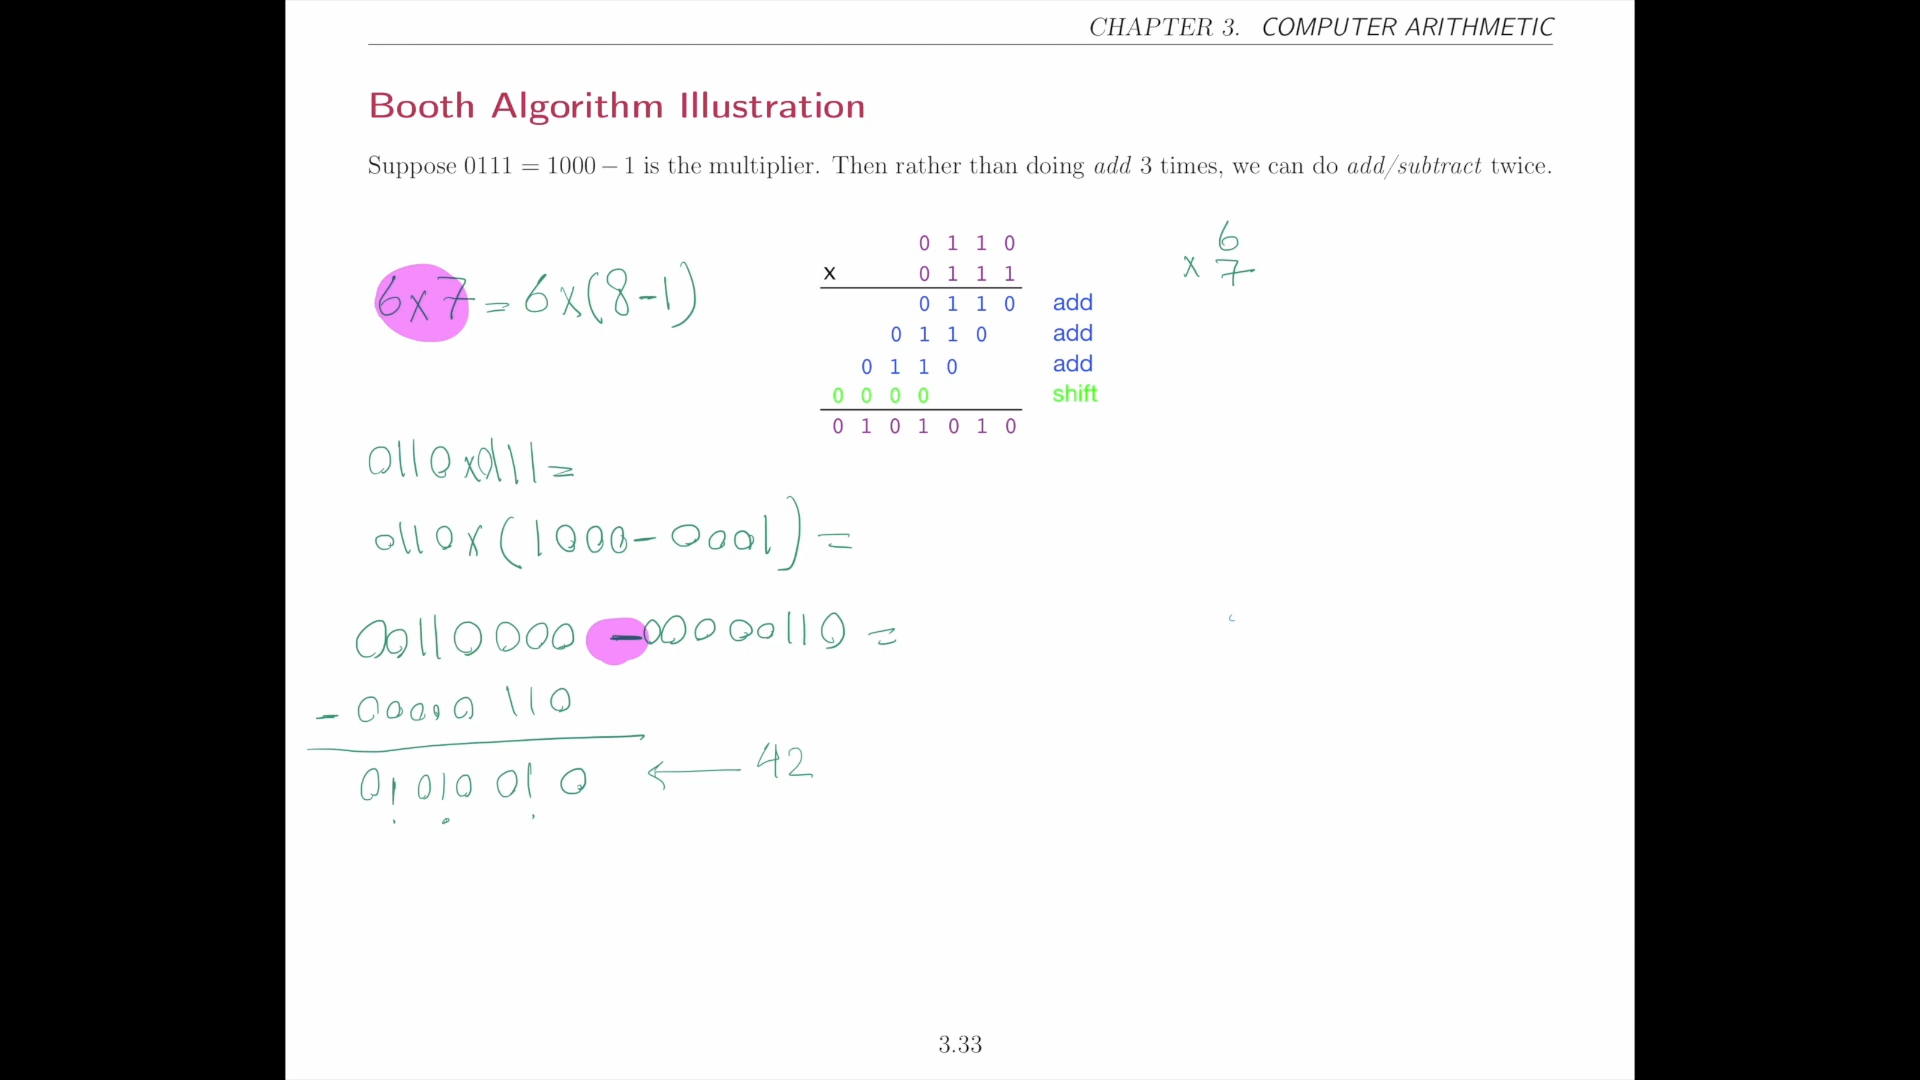 CHAPTER 3. COMPUTER ARITHMETIC
Booth Algorithm Illustration
Suppose 0111 = 1000 − 1 is the multiplier. Then rather than doing add 3 times, we can do add/subtract twice.
6x7 = 6x(8-1)
0 1 1 0
x 0 1 1 1
0 1 1 0 add
0 1 1 0 add
0 1 1 0 add
0 0 0 0 shift
0 1 0 1 0 1 0
6
x 7
0110x0111=
0110x(1000-0001)=
00110000-00000110=
-00000110
0101010
← 42
3.33